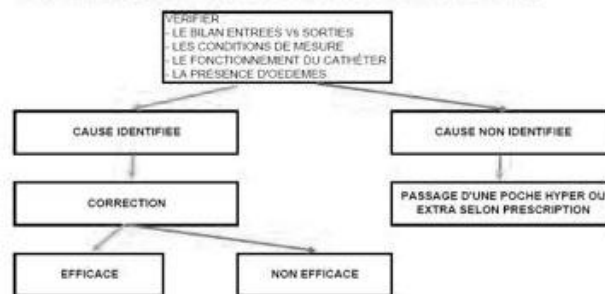 VERIFIER
- LE BILAN ENTREES Vs SORTIES
- LES CONDITIONS DE MESURE
- LE FONCTIONNEMENT DU CATHÉTER
- LA PRÉSENCE D'OEDEMES
CAUSE IDENTIFIEE
CAUSE NON IDENTIFIEE
CORRECTION
PASSAGE D'UNE POCHE HYPER OU
EXTRA SELON PRESCRIPTION
EFFICACE
NON EFFICACE